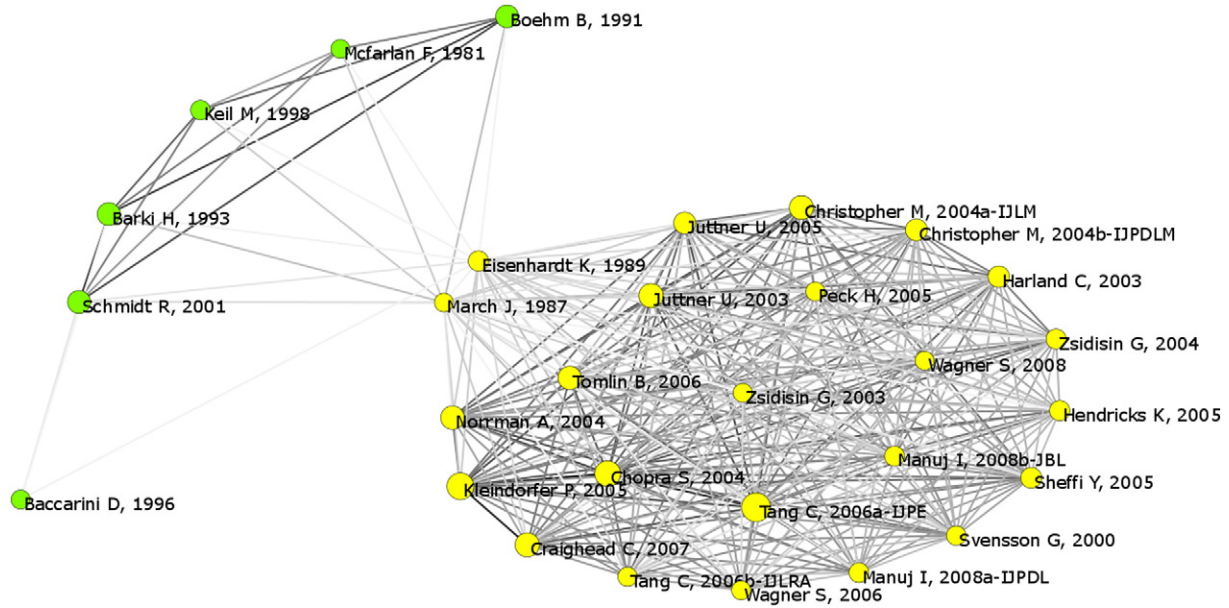 Boehm B, 1991
Mcfarlan F, 1981
Keil M, 1998
Barki H, 1993
Christopher M, 2004a-IJLM
Juttner U, 2005
Christopher M, 2004b-IJPDLM
Eisenhardt K, 1989
Harland C, 2003
Schmidt R, 2001
March J, 1987
Juttner U, 2003
Peck H, 2005
Zsidisin G, 2004
Wagner S, 2008
Tomlin B, 2006
Zsidisin G, 2003
Hendricks K, 2005
Norrman A, 2004
Manuj I, 2008b-JBL
Chopra S, 2004
Sheffi Y, 2005
Kleindorfer P, 2005
Baccarini D, 1996
Tang C, 2006a-IJPE
Svensson G, 2000
Craighead C, 2007
Manuj I, 2008a-IJPDL
Tang C, 2006b-IJLRA
Wagner S, 2006